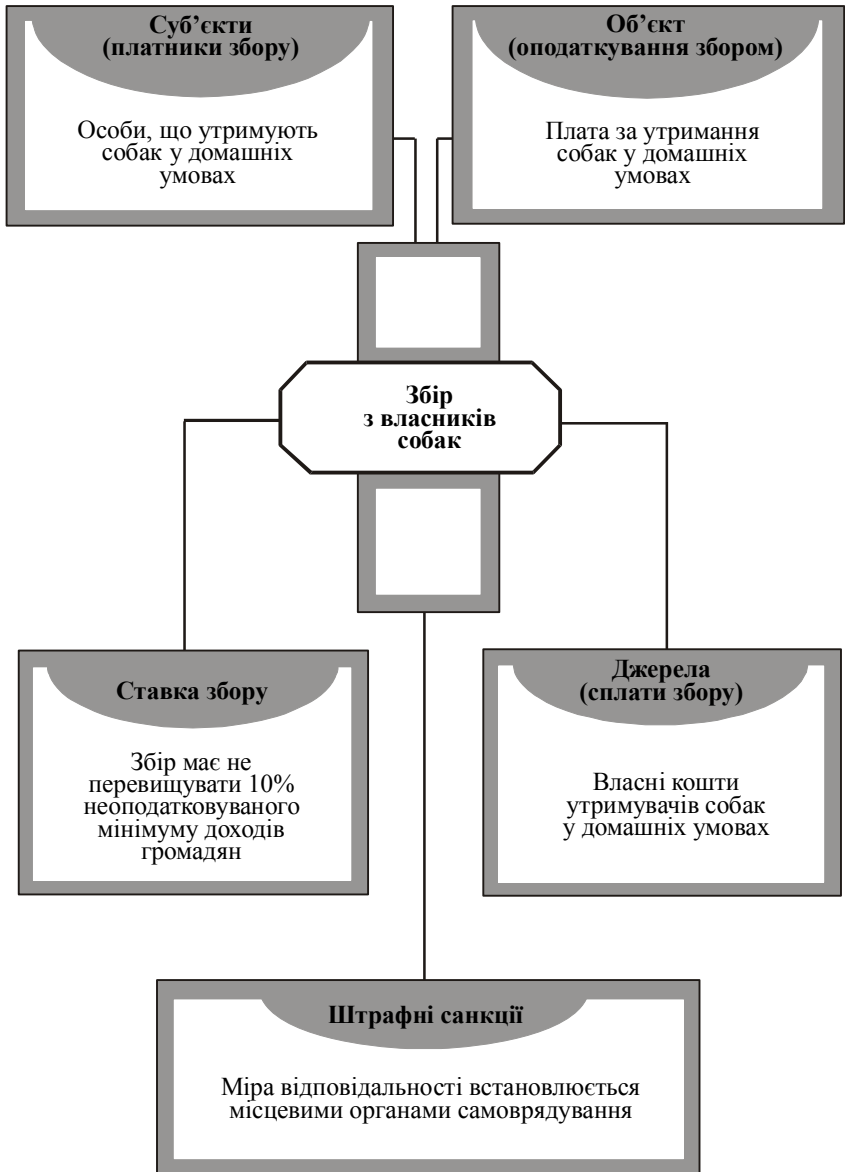 Суб’єкти
(платники збору)
Особи, що утримують
собак у домашніх
умовах
Об’єкт
(оподаткування збором)
Плата за утримання
собак у домашніх
умовах
Збір
з власників
собак
Ставка збору
Збір має не
перевищувати 10%
неоподатковуваного
мінімуму доходів
громадян
Джерела
(сплати збору)
Власні кошти
утримувачів собак
у домашніх умовах
Штрафні санкції
Міра відповідальності встановлюється
місцевими органами самоврядування